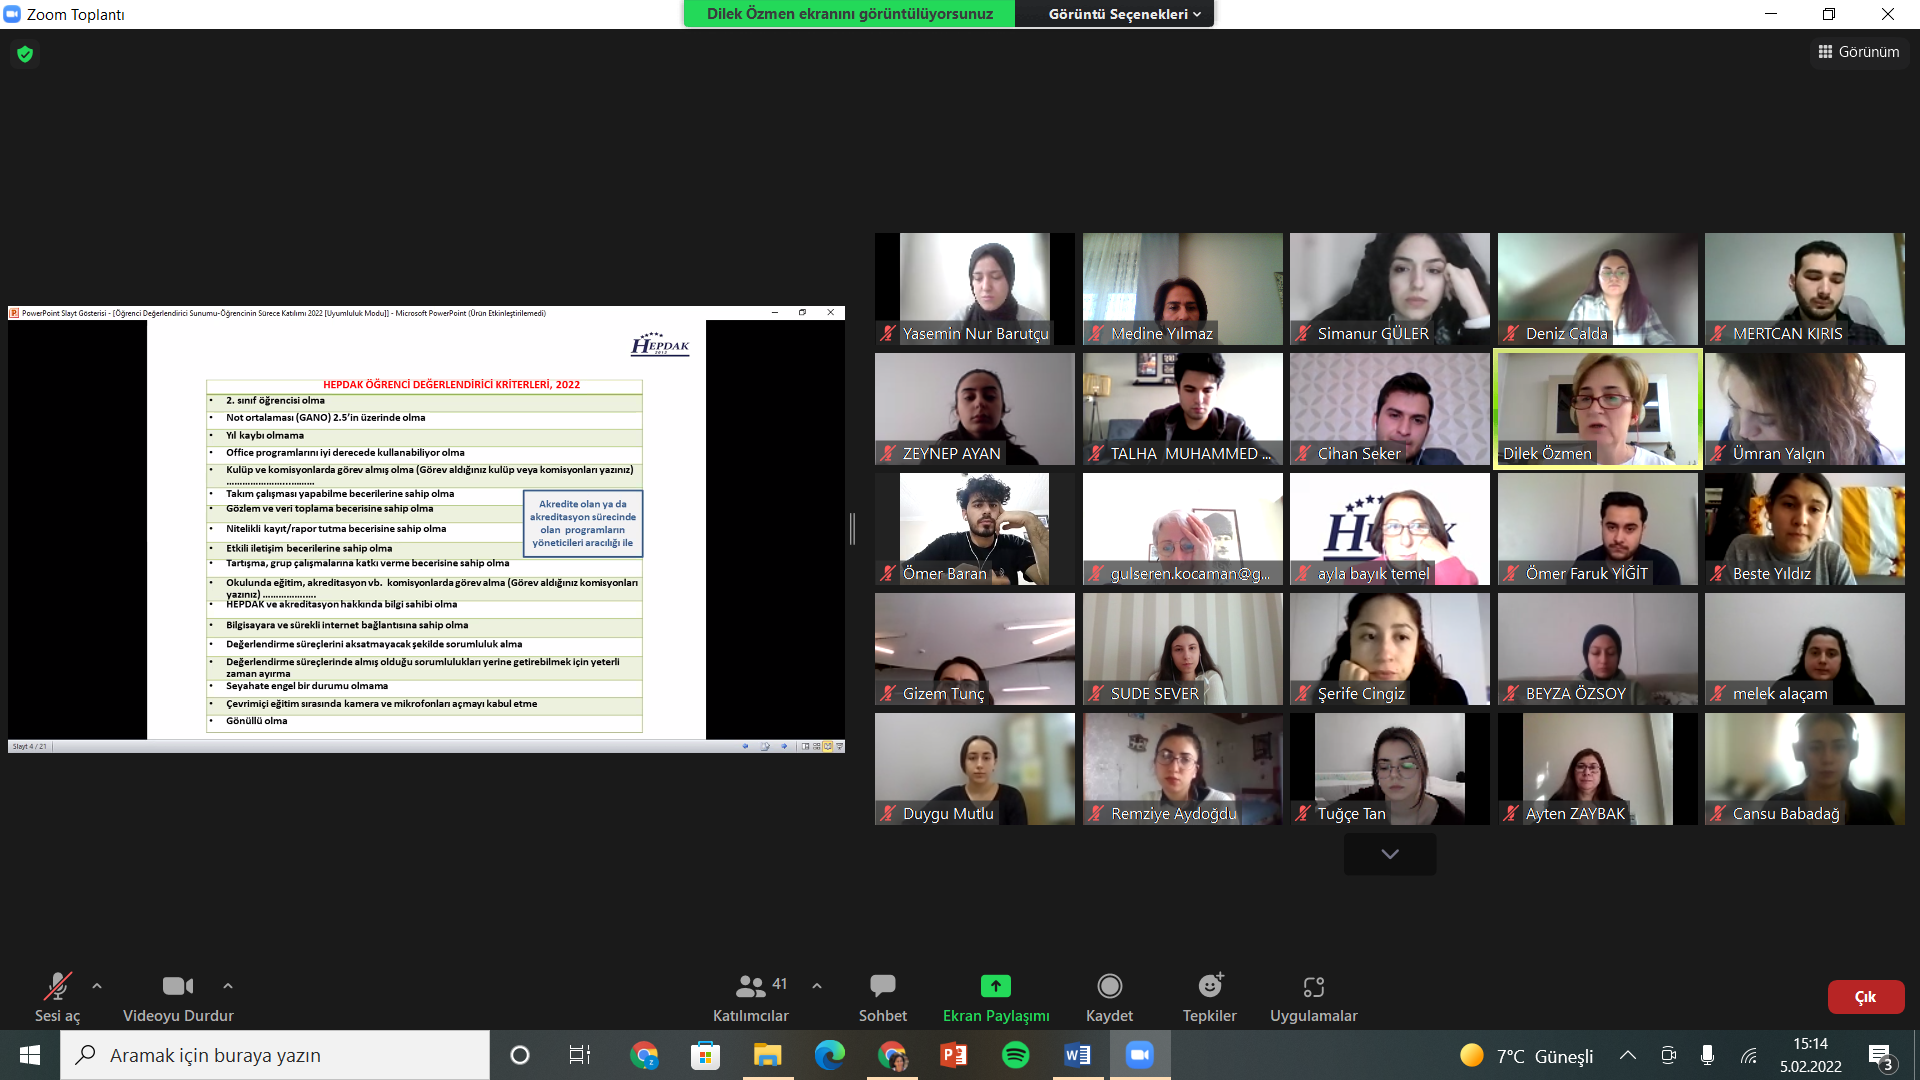 Zoom Toplantı
Dilek Özmen ekranını görüntülüyorsunuz
Görüntü Seçenekleri
Görünüm
PowerPoint Slayt Gösterisi - [Öğrenci Değerlendirici Sunumu-Öğrencinin Sürece Katılımı 2022 [Uyumluluk Modu]] - Microsoft PowerPoint (Ürün Etkinleştirilemedi)
HEPDAK
2013
HEPDAK ÖĞRENCİ DEĞERLENDİRİCİ KRİTERLERİ, 2022
• 2. sınıf öğrencisi olma
• Not ortalaması (GANO) 2.5'in üzerinde olma
• Yıl kaybı olmama
• Office programlarını iyi derecede kullanabiliyor olma
• Kulüp ve komisyonlarda görev almış olma (Görev aldığınız kulüp veya komisyonları yazınız)
............................
• Takım çalışması yapabilme becerilerine sahip olma
• Gözlem ve veri toplama becerisine sahip olma
• Nitelikli kayıt/rapor tutma becerisine sahip olma
• Etkili iletişim becerilerine sahip olma
• Tartışma, grup çalışmalarına katkı verme becerisine sahip olma
• Okulunda eğitim, akreditasyon vb. komisyonlarda görev alma (Görev aldığınız komisyonları
yazınız) .................
• HEPDAK ve akreditasyon hakkında bilgi sahibi olma
• Bilgisayara ve sürekli internet bağlantısına sahip olma
• Değerlendirme süreçlerini aksatmayacak şekilde sorumluluk alma
• Değerlendirme süreçlerinde almış olduğu sorumlulukları yerine getirebilmek için yeterli
zaman ayırma
• Seyahate engel bir durumu olmama
• Çevrimiçi eğitim sırasında kamera ve mikrofonları açmayı kabul etme
• Gönüllü olma
Akredite olan ya da
akreditasyon sürecinde
olan programların
yöneticileri aracılığı ile
Slayt 4 / 21
Yasemin Nur Barutçu
Medine Yılmaz
Simanur GÜLER
Deniz Calda
MERTCAN KIRIS
ZEYNEP AYAN
TALHA MUHAMMED ...
Cihan Seker
Dilek Özmen
Ümran Yalçın
Ömer Baran
gulseren.kocaman@g...
ayla bayık temel
Ömer Faruk YİĞİT
Beste Yıldız
Gizem Tunç
SUDE SEVER
Şerife Cingiz
BEYZA ÖZSOY
melek alaçam
Duygu Mutlu
Remziye Aydoğdu
Tuğçe Tan
Ayten ZAYBAK
Cansu Babadağ
Sesi aç
Videoyu Durdur
41
Katılımcılar
Sohbet
Ekran Paylaşımı
Kaydet
Tepkiler
Uygulamalar
Çık
Aramak için buraya yazın
7°C Güneşli
15:14
5.02.2022
3